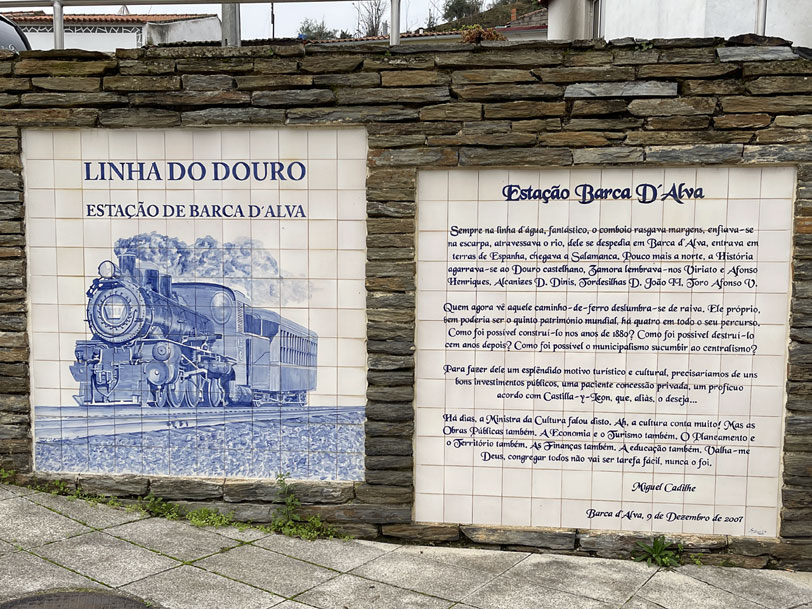 LINHA DO DOURO
ESTAÇÃO DE BARCA D´ALVA
Estação Barca D´Alva
Sempre na linha d'água, fantástico, o comboio rasgava margens, enfiava-se
na escarpa, atravessava o rio, dele se despedia em Barca d'Alva, entrava em
terras de Espanha, chegava a Salamanca. Pouco mais a norte, a História
agarrava-se ao Douro castelhano, Zamora lembrava-nos Viriato e Afonso
Henriques, Alcanizes D. Dinis, Tordesilhas D. João II, Toro Afonso V.
Quem agora vê aquele caminho-de-ferro deslumbra-se de raiva. Ele próprio,
bem poderia ser o quinto património mundial, há quatro em todo o seu percurso.
Como foi possível construí-lo nos anos de 1880? Como foi possível destruí-lo
cem anos depois? Como foi possível o municipalismo sucumbir ao centralismo?
Para fazer dele um esplêndido motivo turístico e cultural, precisaríamos de uns
bons investimentos públicos, uma paciente concessão privada, um profícuo
acordo com Castilla-y-Leon, que, aliás, o deseja...
Há dias, a Ministra da Cultura falou disto. Ah, a cultura conta muito! Mas as
Obras Públicas também. A Economia e o Turismo também. O Planeamento e
o Território também. As Finanças também. A educação também. Valha-me
Deus, congregar todos não vai ser tarefa fácil, nunca o foi.
Miguel Cadilhe
Barca d'Alva, 9 de Dezembro de 2007